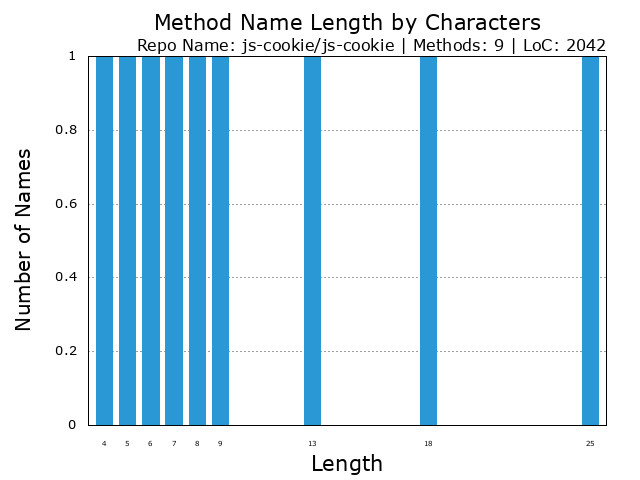 Method Name Length by Characters
Repo Name: js-cookie/js-cookie | Methods: 9 | LoC: 2042
1
0.8
0.6
0.4
0.2
0
Number of Names
4 5 6 7 8 9 13 18 25
Length